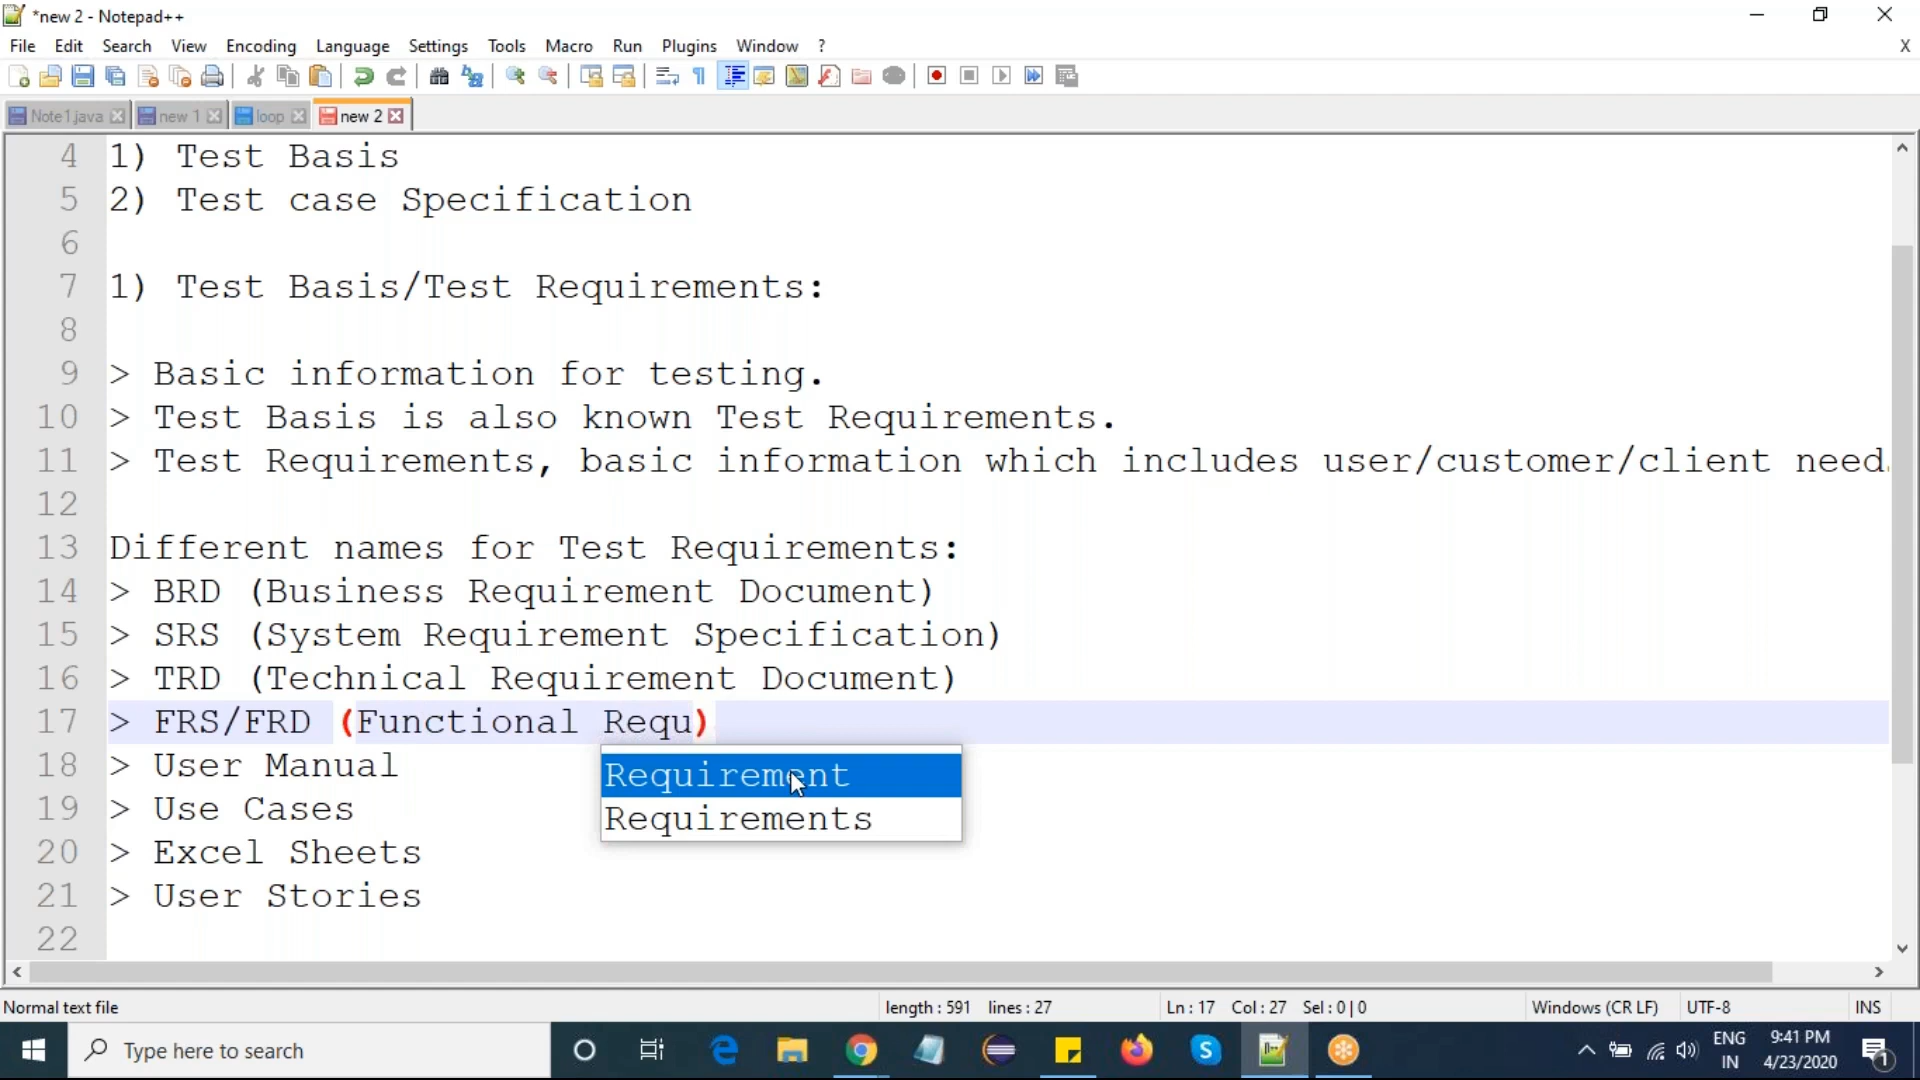 *new 2 - Notepad++
File Edit Search View Encoding Language Settings Tools Macro Run Plugins Window ? X
Note1.java new 1 loop new 2
4 1) Test Basis
5 2) Test case Specification
6
7 1) Test Basis/Test Requirements:
8
9 > Basic information for testing.
10 > Test Basis is also known Test Requirements.
11 > Test Requirements, basic information which includes user/customer/client need
12
13 Different names for Test Requirements:
14 > BRD (Business Requirement Document)
15 > SRS (System Requirement Specification)
16 > TRD (Technical Requirement Document)
17 > FRS/FRD (Functional Requ)
18 > User Manual
Requirement
19 > Use Cases
Requirements
20 > Excel Sheets
21 > User Stories
22
Normal text file length : 591 lines : 27 Ln : 17 Col : 27 Sel : 0 | 0 Windows (CR LF) UTF-8 INS
Type here to search
ENG
IN
9:41 PM
4/23/2020
1